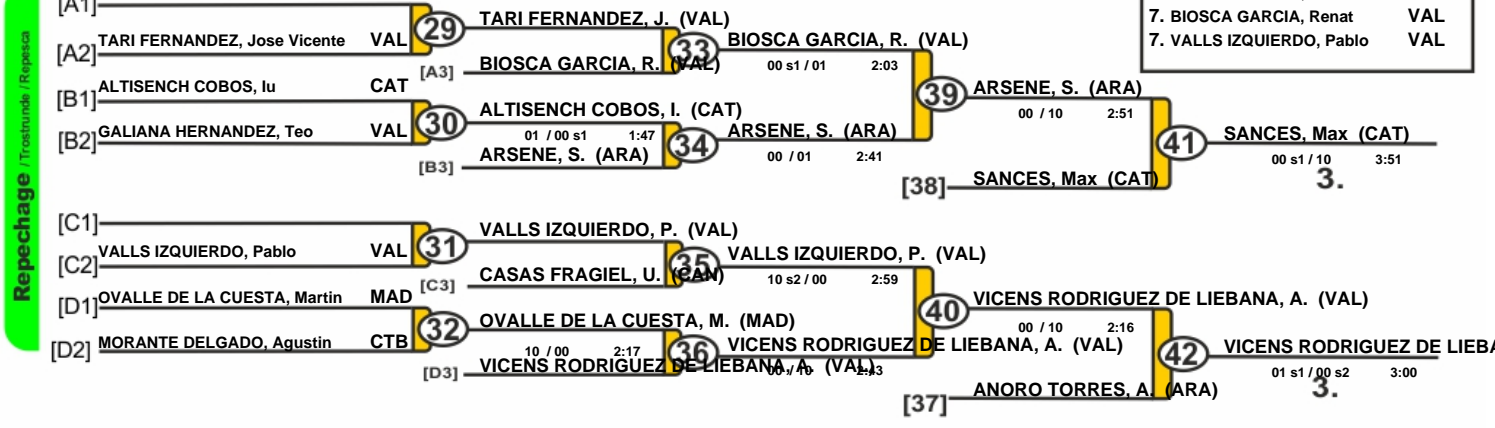 [A1]
TARI FERNANDEZ, J. (VAL)
7. BIOSCA GARCIA, Renat VAL
29
TARI FERNANDEZ, Jose Vicente VAL
33
BIOSCA GARCIA, R. (VAL)
7. VALLS IZQUIERDO, Pablo VAL
[A2]
[A3] BIOSCA GARCIA, R. (VAL)
00 s1 / 01 2:03
ALTISENCH COBOS, Iu CAT
[B1]
39
ARSENE, S. (ARA)
ALTISENCH COBOS, I. (CAT)
00 / 10 2:51
30
GALIANA HERNANDEZ, Teo VAL
01 / 00 s1 1:47
ARSENE, S. (ARA)
SANCES, Max (CAT)
[B2]
34
41
ARSENE, S. (ARA)
00 / 01 2:41
00 s1 / 10 3:51
[B3]
[38] SANCES, Max (CAT)
3.
Repechage / Trostrunde / Repesca
[C1]
VALLS IZQUIERDO, P. (VAL)
31
VALLS IZQUIERDO, Pablo VAL
VALLS IZQUIERDO, P. (VAL)
[C2]
35
CASAS FRAGIEL, U. (CAN)
10 s2 / 00 2:59
[C3]
OVALLE DE LA CUESTA, Martin MAD
[D1]
VICENS RODRIGUEZ DE LIEBANA, A. (VAL)
40
OVALLE DE LA CUESTA, M. (MAD)
00 / 10 2:16
32
MORANTE DELGADO, Agustin CTB
VICENS RODRIGUEZ DE LIEBANA, A. (VAL)
VICENS RODRIGUEZ DE LIEBA
[D2]
10 / 00 2:17
36
42
VICENS RODRIGUEZ DE LIEBANA, A. (VAL)
00 / 10 2:43
[D3]
01 s1 / 00 s2 3:00
ANORO TORRES, A. (ARA)
3.
[37]